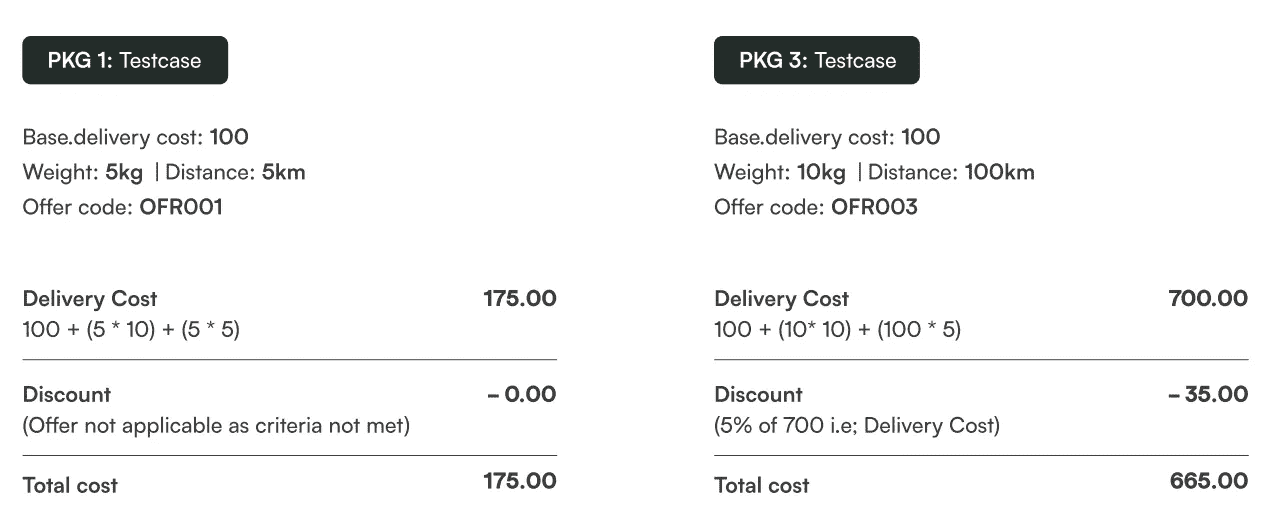 PKG 1: Testcase
Base.delivery cost: 100
Weight: 5kg | Distance: 5km
Offer code: OFR001
Delivery Cost 175.00
100 + (5 * 10) + (5 * 5)
Discount – 0.00
(Offer not applicable as criteria not met)
Total cost 175.00
PKG 3: Testcase
Base.delivery cost: 100
Weight: 10kg | Distance: 100km
Offer code: OFR003
Delivery Cost 700.00
100 + (10* 10) + (100 * 5)
Discount – 35.00
(5% of 700 i.e; Delivery Cost)
Total cost 665.00